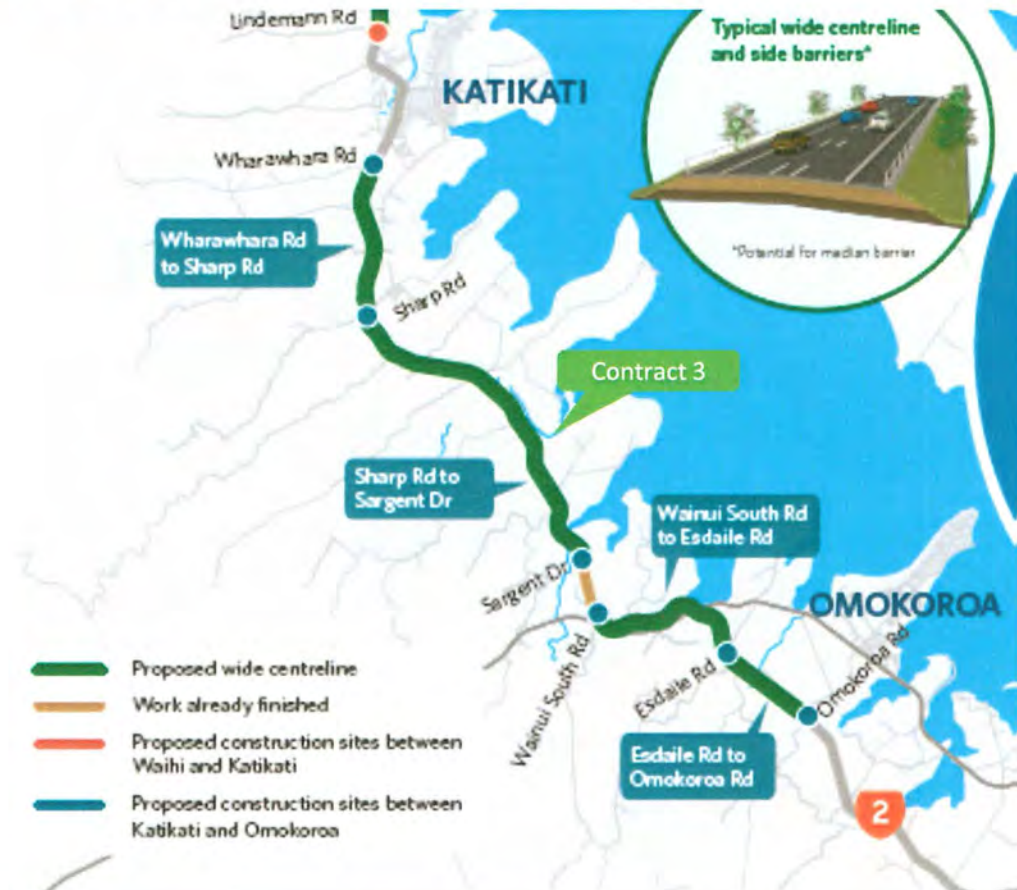 Lindemann Rd
Typical wide centreline
and side barriers*
KATIKATI
Wharawhara Rd
*Potential for median barrier
Wharawhara Rd
to Sharp Rd
Sharp Rd
Contract 3
Sharp Rd to
Sargent Dr
Wainui South Rd
to Esdaile Rd
Sargent Dr
OMOKOROA
Wainui South Rd
Esdaile Rd
Omokoroa Rd
Esdaile Rd to
Omokoroa Rd
2
Proposed wide centreline
Work already finished
Proposed construction sites between
Waihi and Katikati
Proposed construction sites between
Katikati and Omokoroa